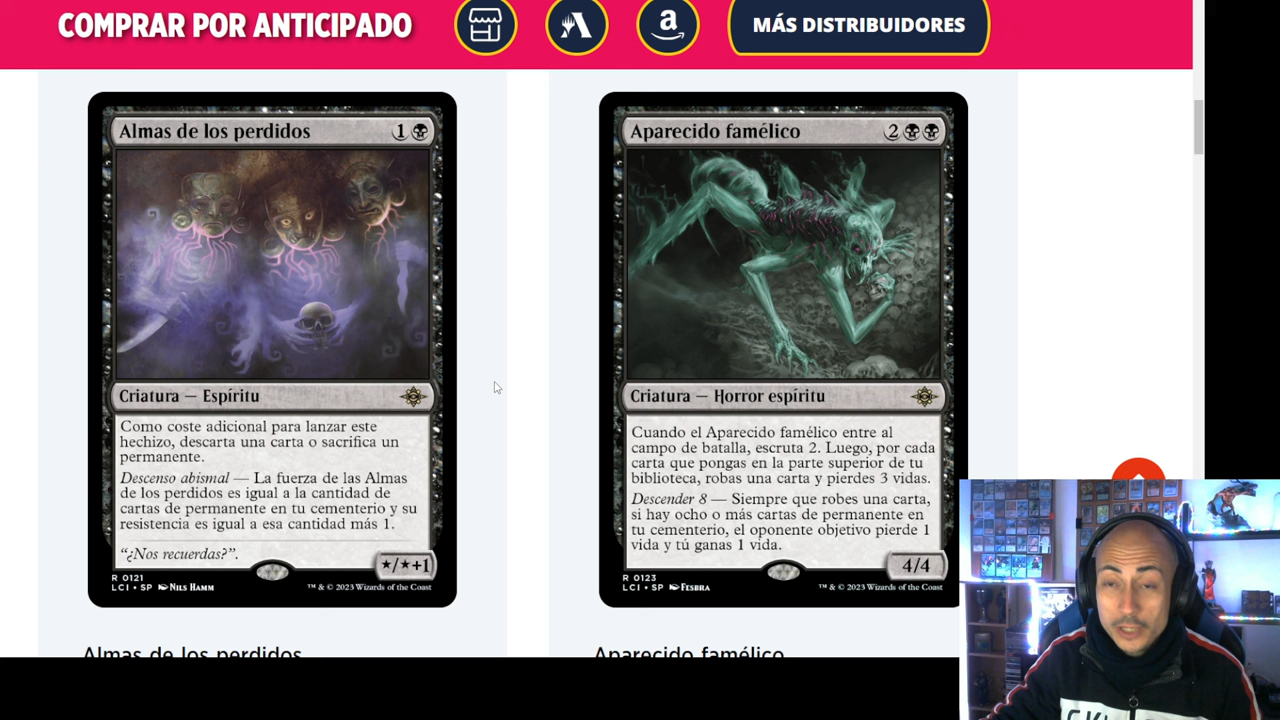 COMPRAR POR ANTICIPADO
MÁS DISTRIBUIDORES
Almas de los perdidos 1
Criatura — Espíritu
Como coste adicional para lanzar este
hechizo, descarta una carta o sacrifica un
permanente.
Descenso abismal — La fuerza de las Almas
de los perdidos es igual a la cantidad de
cartas de permanente en tu cementerio y su
resistencia es igual a esa cantidad más 1.
“¿Nos recuerdas?”.
★/★+1
R 0121
LCI • SP Nils Hamm
™ & © 2023 Wizards of the Coast
Almas de los perdidos
Aparecido famélico 2
Criatura — Horror espíritu
Cuando el Aparecido famélico entre al
campo de batalla, escruta 2. Luego, por cada
carta que pongas en la parte superior de tu
biblioteca, robas una carta y pierdes 3 vidas.
Descender 8 — Siempre que robes una carta,
si hay ocho o más cartas de permanente en
tu cementerio, el oponente objetivo pierde 1
vida y tú ganas 1 vida.
4/4
R 0123
LCI • SP Fesbra
™ & © 2023 Wizards of the Coast
Aparecido famélico